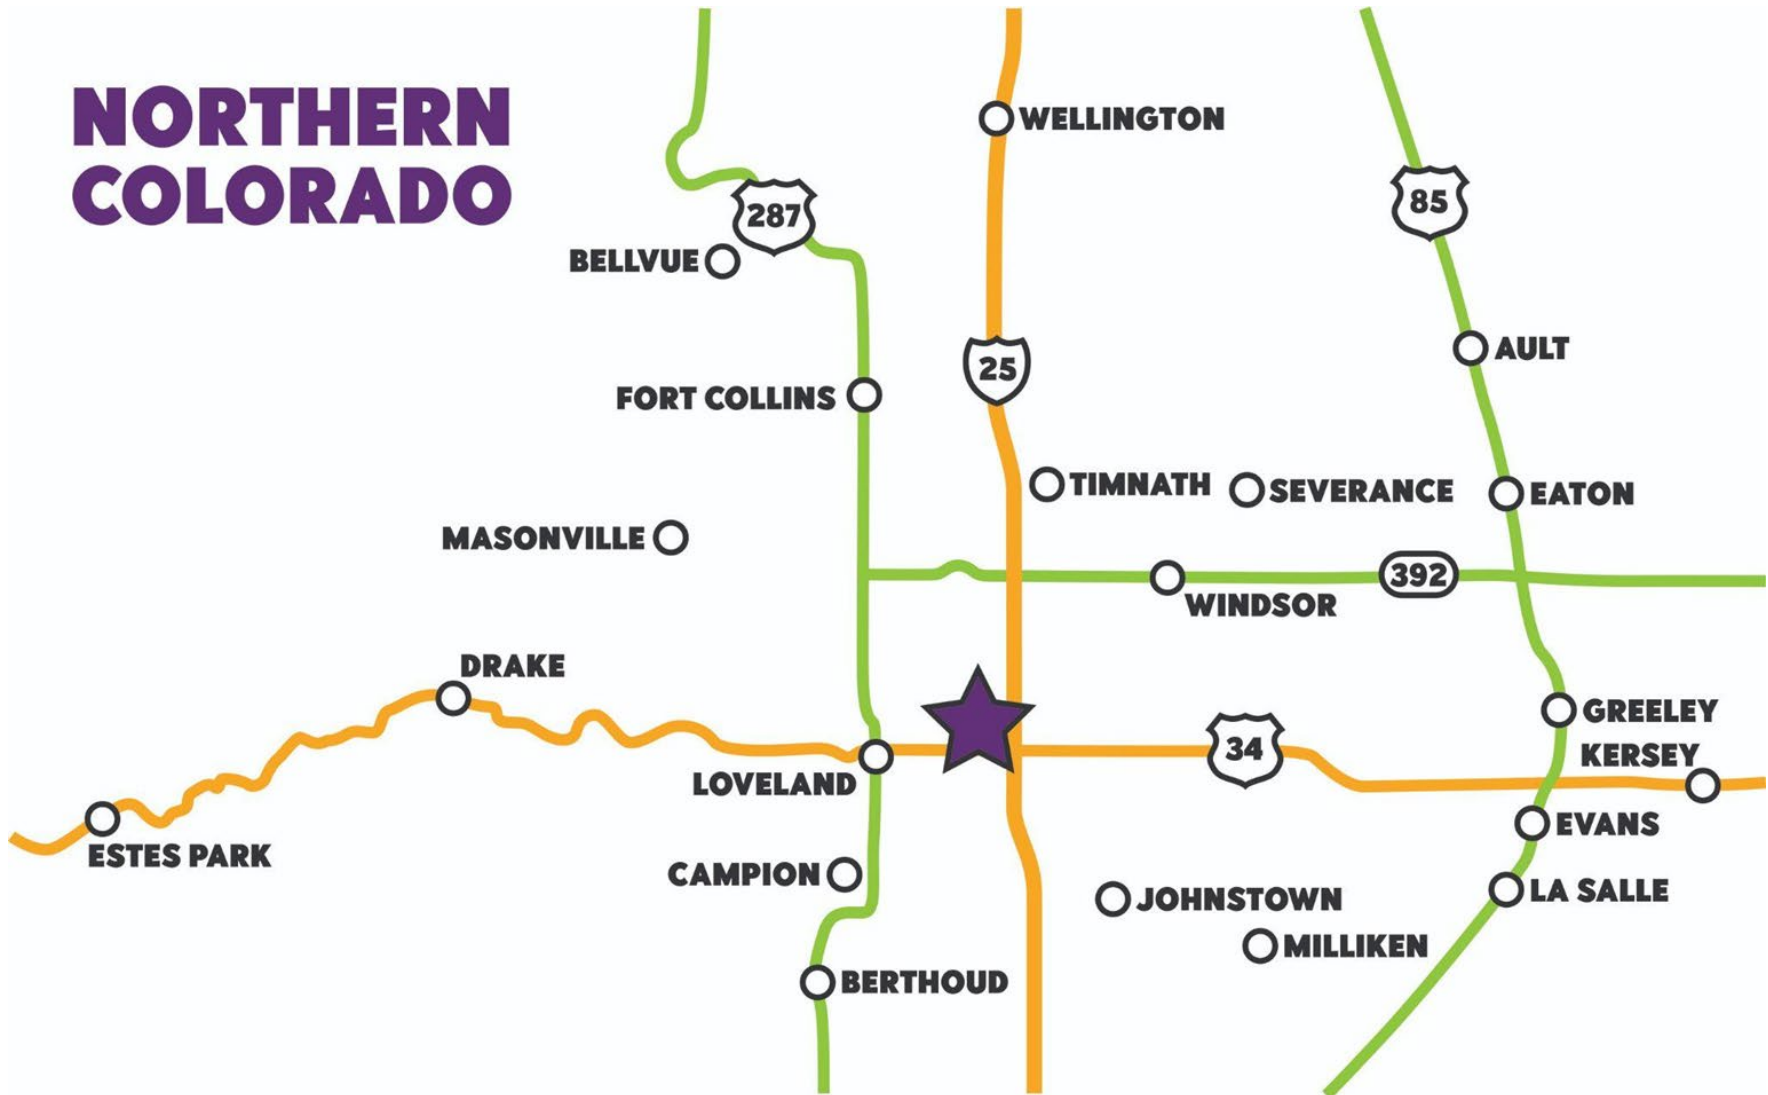 NORTHERN
COLORADO
WELLINGTON
85
287
BELLVUE
AULT
25
FORT COLLINS
TIMNATH
SEVERANCE
EATON
MASONVILLE
392
WINDSOR
DRAKE
GREELEY
34
KERSEY
LOVELAND
EVANS
ESTES PARK
CAMPION
JOHNSTOWN
LA SALLE
MILLIKEN
BERTHOUD